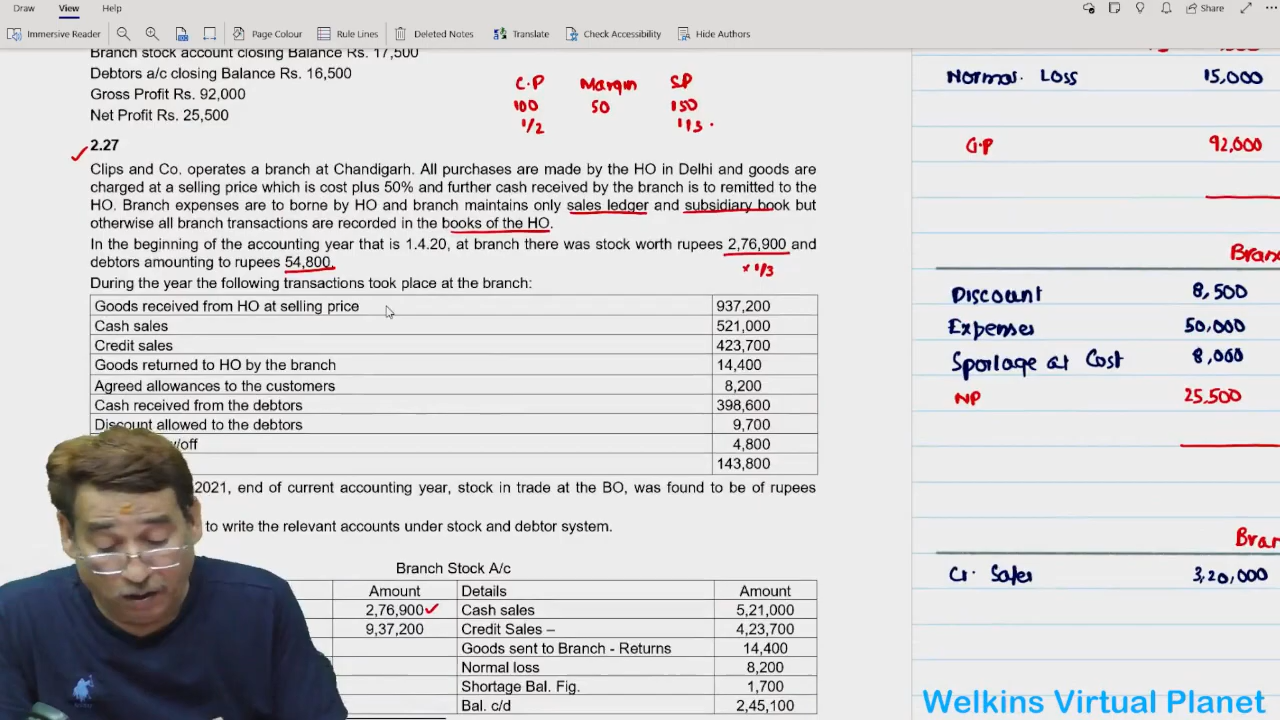 Draw View Help
Share
Immersive Reader Page Colour Rule Lines Deleted Notes Translate Check Accessibility Hide Authors
Branch stock account closing Balance Rs. 17,500
Debtors a/c closing Balance Rs. 16,500
Gross Profit Rs. 92,000
Net Profit Rs. 25,500
C.P Margin S.P
100 50 150
1/2 1/3
2.27
Clips and Co. operates a branch at Chandigarh. All purchases are made by the HO in Delhi and goods are
charged at a selling price which is cost plus 50% and further cash received by the branch is to remitted to the
HO. Branch expenses are to borne by HO and branch maintains only sales ledger and subsidiary book but
otherwise all branch transactions are recorded in the books of the HO.
In the beginning of the accounting year that is 1.4.20, at branch there was stock worth rupees 2,76,900 and
debtors amounting to rupees 54,800.
× 1/3
During the year the following transactions took place at the branch:
Goods received from HO at selling price 937,200
Cash sales 521,000
Credit sales 423,700
Goods returned to HO by the branch 14,400
Agreed allowances to the customers 8,200
Cash received from the debtors 398,600
Discount allowed to the debtors 9,700
/off 4,800
143,800
2021, end of current accounting year, stock in trade at the BO, was found to be of rupees
to write the relevant accounts under stock and debtor system.
Branch Stock A/c
Amount Details Amount
2,76,900 Cash sales 5,21,000
9,37,200 Credit Sales – 4,23,700
Goods sent to Branch - Returns 14,400
Normal loss 8,200
Shortage Bal. Fig. 1,700
Bal. c/d 2,45,100
Normal. Loss 15,000
G.P 92,000
Bran
Discount 8,500
Expenses 50,000
Sportage at Cost 8,000
NP 25,500
Bran
Cr. Sales 3,20,000
Welkins Virtual Planet